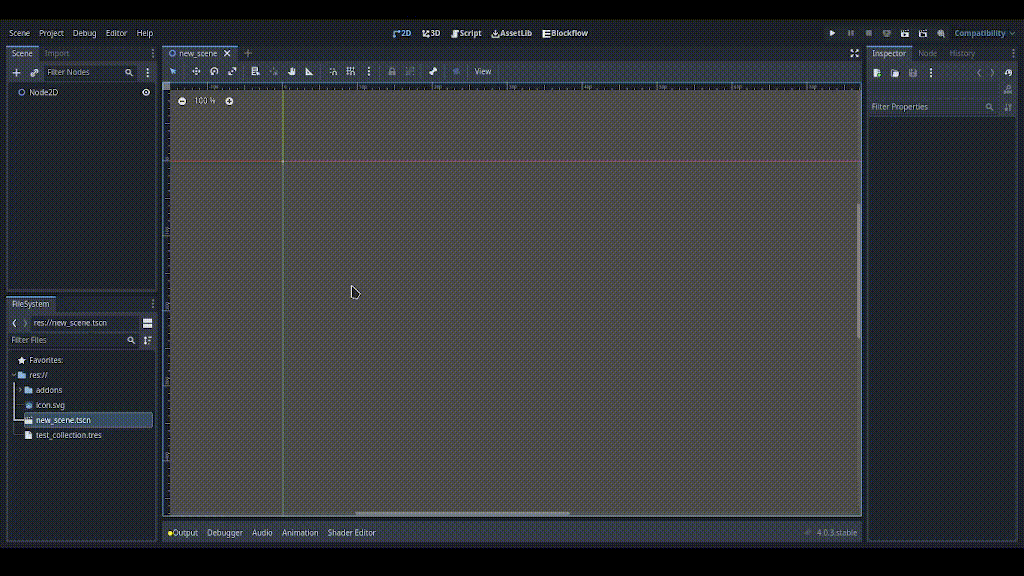 Scene Project Debug Editor Help
2D 3D Script AssetLib Blockflow
Compatibility
Scene Import
new_scene
Inspector Node History
Filter Nodes
View
Node2D
100 %
Filter Properties
FileSystem
res://new_scene.tscn
Filter Files
Favorites:
res://
addons
icon.svg
new_scene.tscn
test_collection.tres
Output Debugger Audio Animation Shader Editor
4.0.3.stable